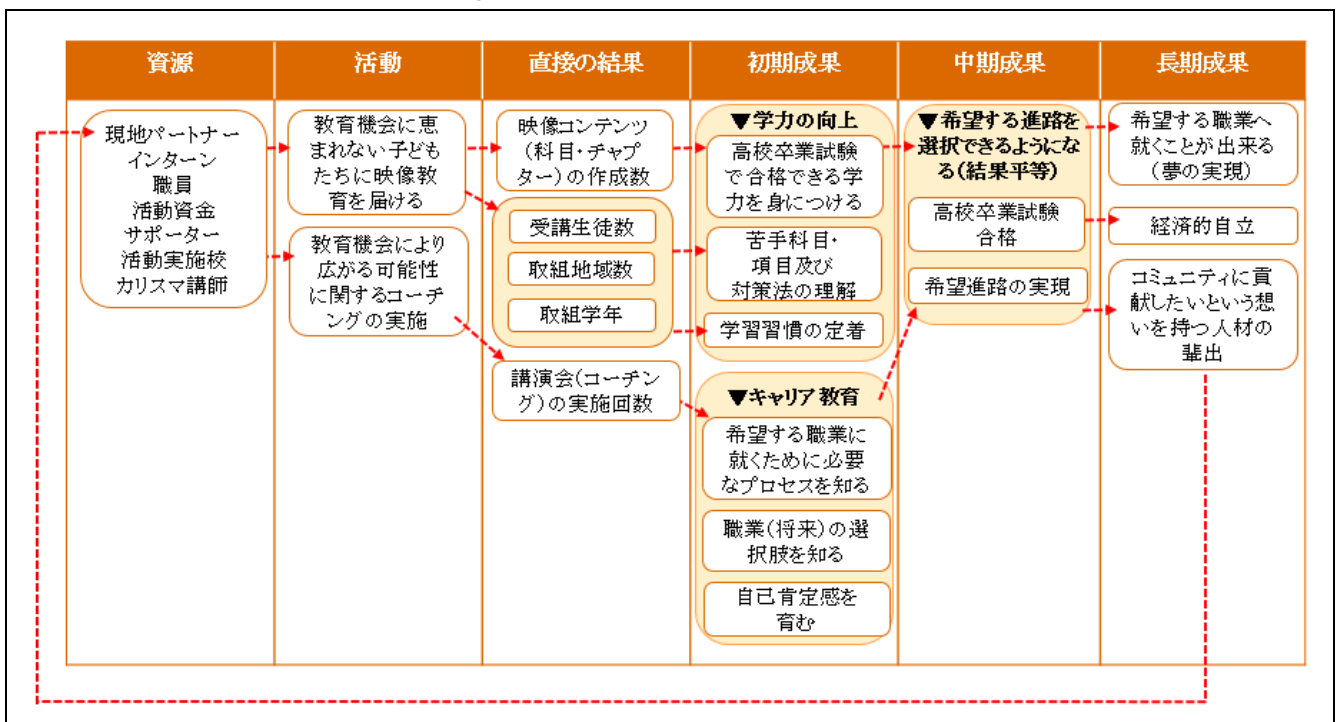 資源
活動
直接の結果
初期成果
中期成果
長期成果
現地パートナー
インターン
職員
活動資金
サポーター
活動実施校
カリスマ講師
教育機会に恵
まれない子ども
たちに映像教
育を届ける
教育機会により
広がる可能性
に関するコーチ
ングの実施
映像コンテンツ
(科目・チャプ
ター)の作成数
受講生徒数
取組地域数
取組学年
講演会(コーチン
グ)の実施回数
▼学力の向上
高校卒業試験
で合格できる学
力を身につける
苦手科目・
項目及び
対策法の理解
学習習慣の定着
▼キャリア教育
希望する職業に
就くために必要
なプロセスを知る
職業(将来)の選
択肢を知る
自己肯定感を
育む
▼希望する進路を
選択できるようにな
る(結果平等)
高校卒業試験
合格
希望進路の実現
希望する職業へ
就くことが出来る
(夢の実現)
経済的自立
コミュニティに貢
献したいという想
いを持つ人材の
輩出